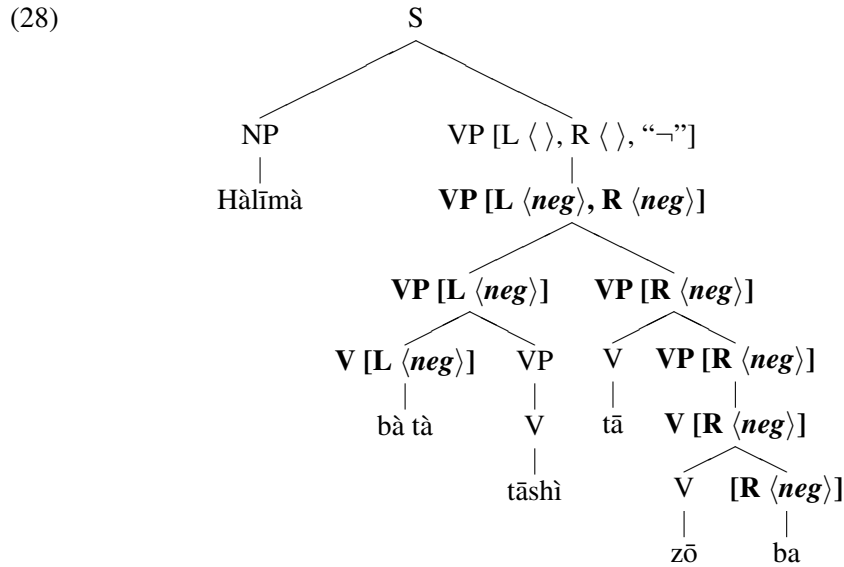 (28) S
NP VP [L ⟨ ⟩, R ⟨ ⟩, “¬”]
Hàlīmà VP [L ⟨neg⟩, R ⟨neg⟩]
VP [L ⟨neg⟩] VP [R ⟨neg⟩]
V [L ⟨neg⟩] VP V VP [R ⟨neg⟩]
bà tà V tā V [R ⟨neg⟩]
tāshì V [R ⟨neg⟩]
zō ba